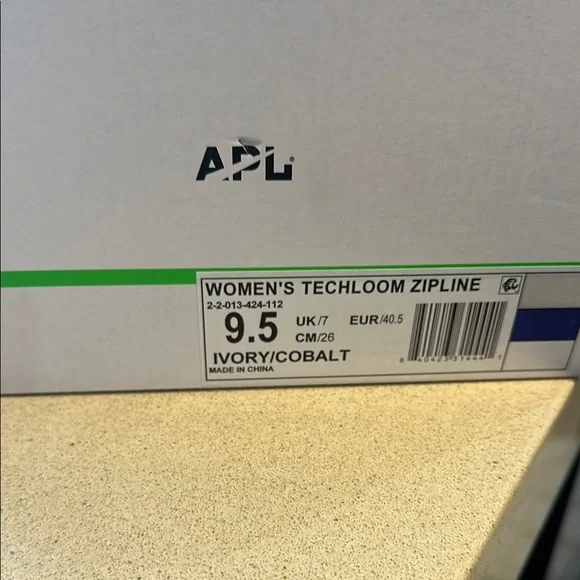 APL
WOMEN'S TECHLOOM ZIPLINE
2-2-013-424-112
9.5 UK/7 EUR/40.5
CM/26
IVORY/COBALT
MADE IN CHINA